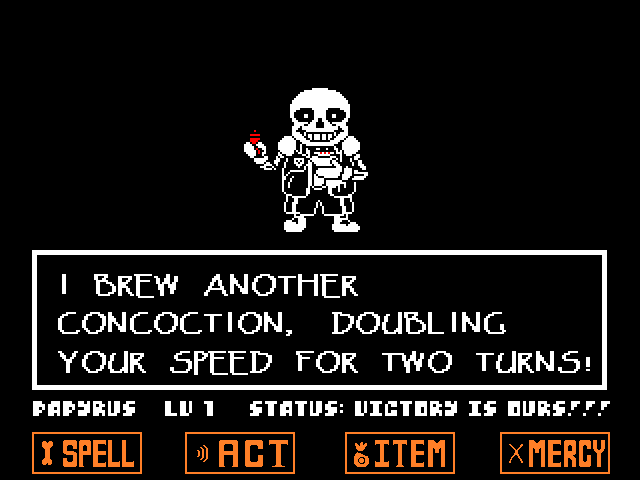 I BREW ANOTHER
CONCOCTION, DOUBLING
YOUR SPEED FOR TWO TURNS!
PAPYRUS LV 1 STATUS: VICTORY IS OURS!!!
SPELL ACT ITEM MERCY